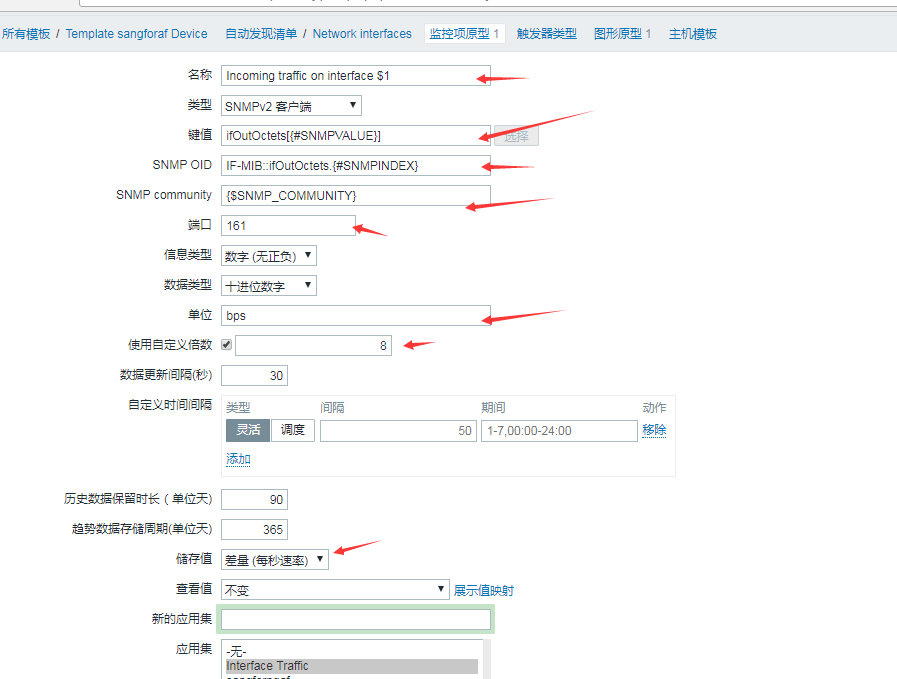 所有模板 / Template sangforaf Device 自动发现清单 / Network interfaces 监控项原型 1 触发器类型 图形原型 1 主机模板
名称 Incoming traffic on interface $1
类型 SNMPv2 客户端
键值 ifOutOctets[{#SNMPVALUE}] 选择
SNMP OID IF-MIB::ifOutOctets.{#SNMPINDEX}
SNMP community {$SNMP_COMMUNITY}
端口 161
信息类型 数字 (无正负)
数据类型 十进位数字
单位 bps
使用自定义倍数 8
数据更新间隔(秒) 30
自定义时间间隔 类型 间隔 期间 动作
灵活 调度 50 1-7,00:00-24:00 移除
添加
历史数据保留时长 ( 单位天) 90
趋势数据存储周期(单位天) 365
储存值 差量 (每秒速率)
查看值 不变 展示值映射
新的应用集
应用集 -无-
Interface Traffic